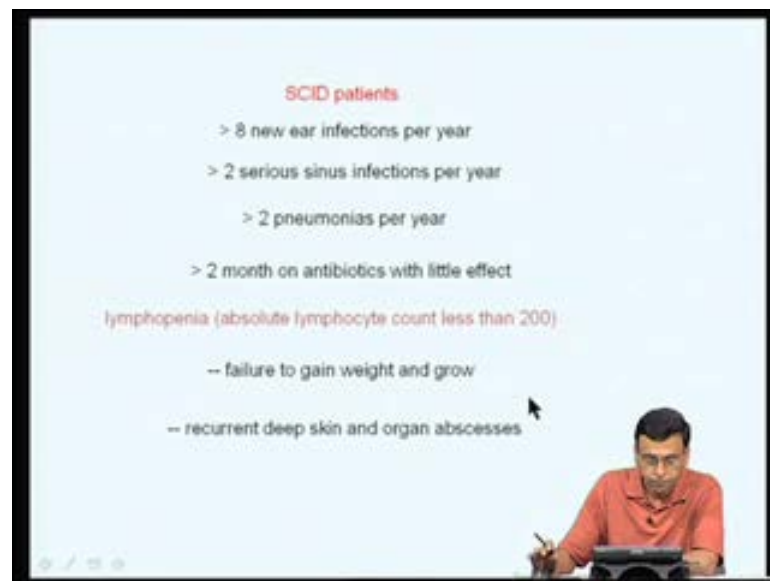 SCID patients
> 8 new ear infections per year
> 2 serious sinus infections per year
> 2 pneumonias per year
> 2 month on antibiotics with little effect
lymphopenia (absolute lymphocyte count less than 200)
-- failure to gain weight and grow
-- recurrent deep skin and organ abscesses